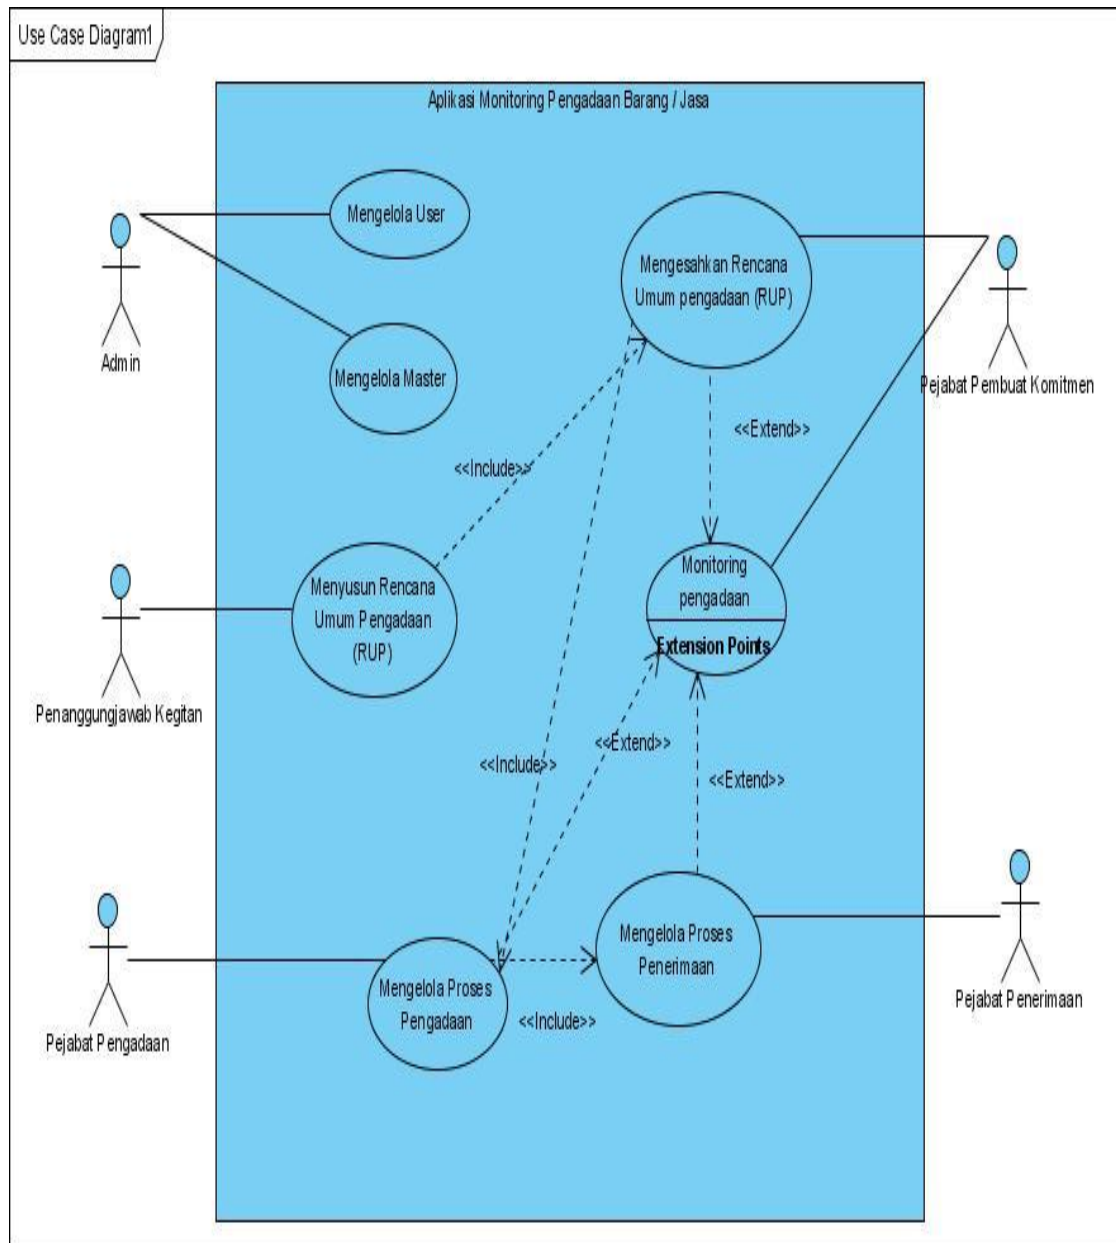 Use Case Diagram1
Aplikasi Monitoring Pengadaan Barang / Jasa
Mengelola User
Mengesahkan Rencana
Umum pengadaan (RUP)
Admin
Mengelola Master
Pejabat Pembuat Komitmen
<<Extend>>
<<Include>>
Monitoring
pengadaan
Extension Points
Menyusun Rencana
Umum Pengadaan
(RUP)
Penanggungjawab Kegitan
<<Extend>>
<<Include>>
<<Extend>>
Mengelola Proses
Penerimaan
Pejabat Penerimaan
Mengelola Proses
Pengadaan
<<Include>>
Pejabat Pengadaan